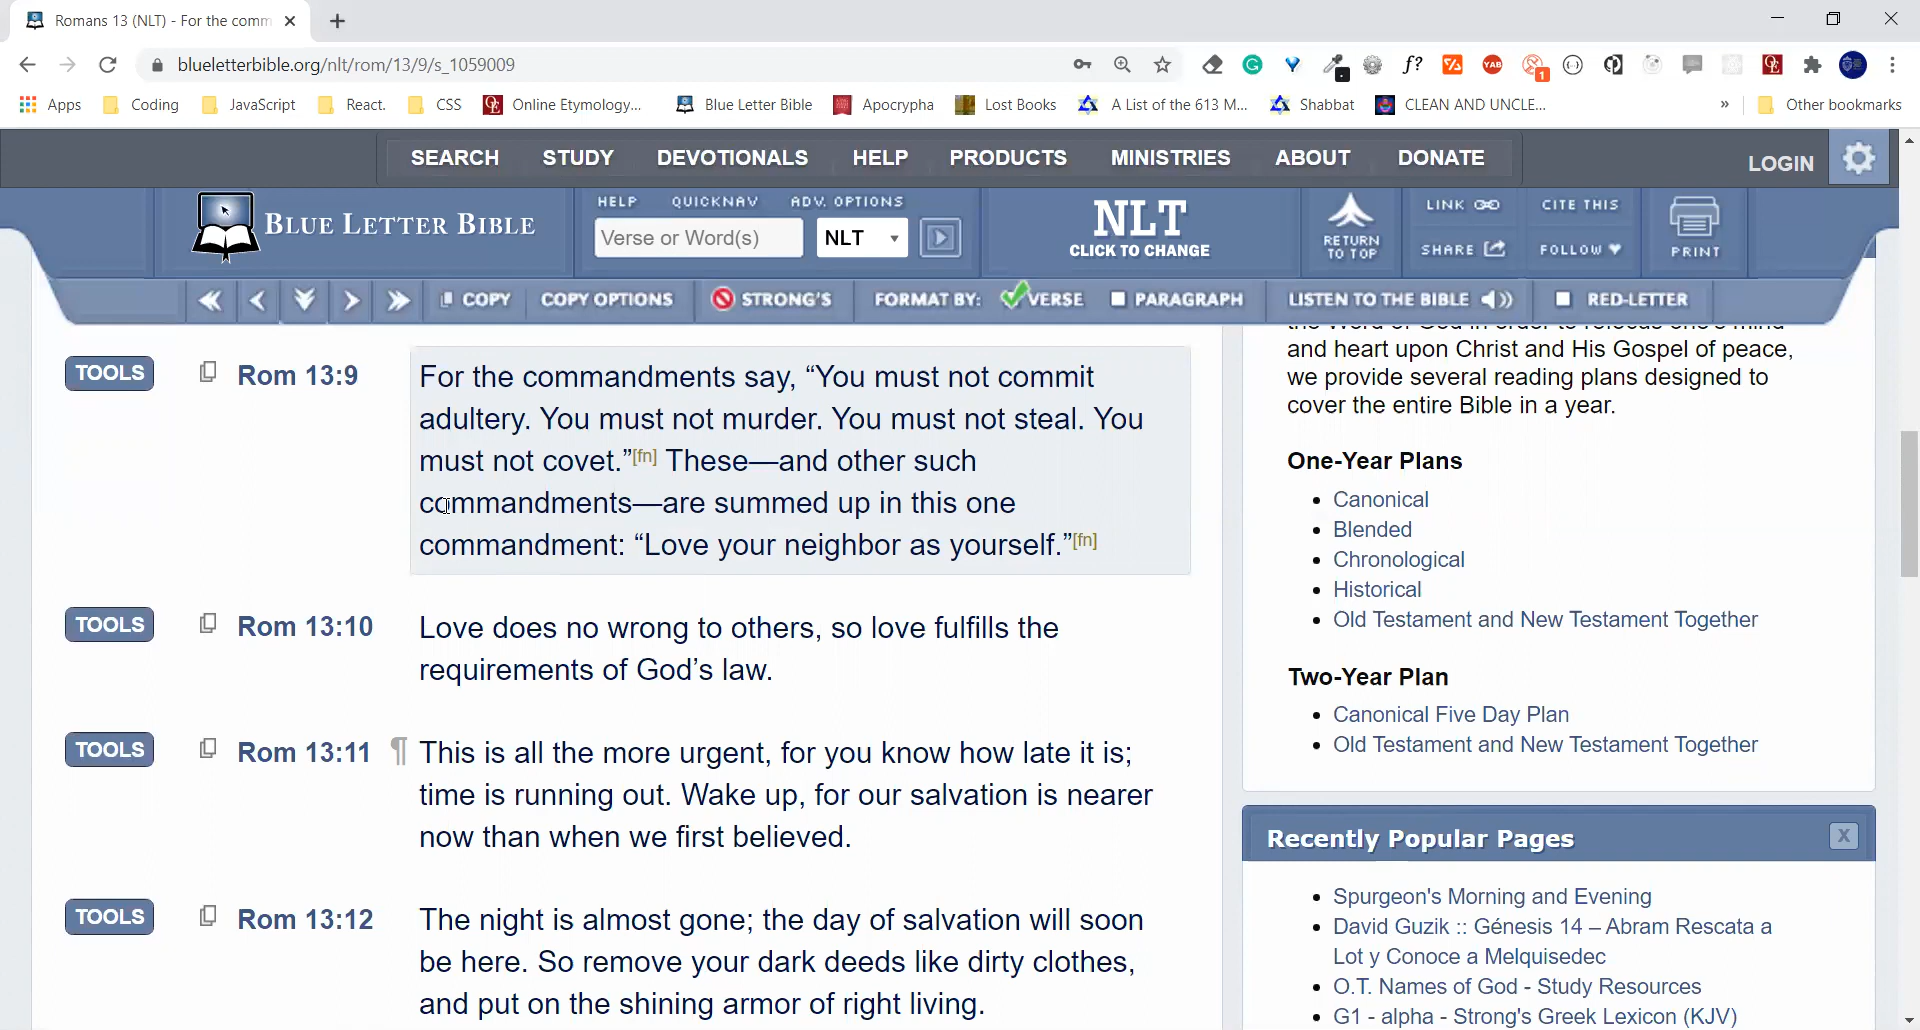 Romans 13 (NLT) - For the comm
blueletterbible.org/nlt/rom/13/9/s_1059009
Apps Coding JavaScript React. CSS Online Etymology... Blue Letter Bible Apocrypha Lost Books A List of the 613 M... Shabbat CLEAN AND UNCLE... » Other bookmarks
SEARCH STUDY DEVOTIONALS HELP PRODUCTS MINISTRIES ABOUT DONATE LOGIN
BLUE LETTER BIBLE
HELP QUICKNAV ADV. OPTIONS
Verse or Word(s) NLT
NLT
CLICK TO CHANGE
RETURN
TO TOP
LINK CITE THIS
SHARE FOLLOW
PRINT
COPY COPY OPTIONS STRONG'S FORMAT BY: VERSE PARAGRAPH LISTEN TO THE BIBLE RED-LETTER
TOOLS Rom 13:9 For the commandments say, “You must not commit
adultery. You must not murder. You must not steal. You
must not covet.”[fn] These—and other such
commandments—are summed up in this one
commandment: “Love your neighbor as yourself.”[fn]
TOOLS Rom 13:10 Love does no wrong to others, so love fulfills the
requirements of God’s law.
TOOLS Rom 13:11 ¶ This is all the more urgent, for you know how late it is;
time is running out. Wake up, for our salvation is nearer
now than when we first believed.
TOOLS Rom 13:12 The night is almost gone; the day of salvation will soon
be here. So remove your dark deeds like dirty clothes,
and put on the shining armor of right living.
the Word of God in order to refocus one's mind
and heart upon Christ and His Gospel of peace,
we provide several reading plans designed to
cover the entire Bible in a year.
One-Year Plans
Canonical
Blended
Chronological
Historical
Old Testament and New Testament Together
Two-Year Plan
Canonical Five Day Plan
Old Testament and New Testament Together
Recently Popular Pages X
Spurgeon's Morning and Evening
David Guzik :: Génesis 14 – Abram Rescata a
Lot y Conoce a Melquisedec
O.T. Names of God - Study Resources
G1 - alpha - Strong's Greek Lexicon (KJV)